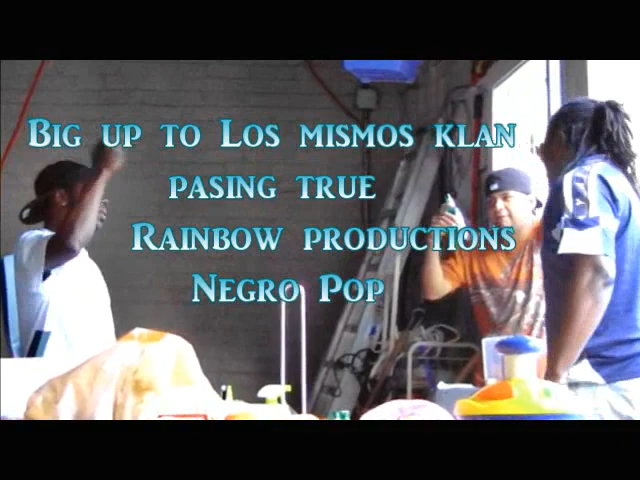 Big up to Los mismos klan
pasing true
Rainbow productions
Negro Pop